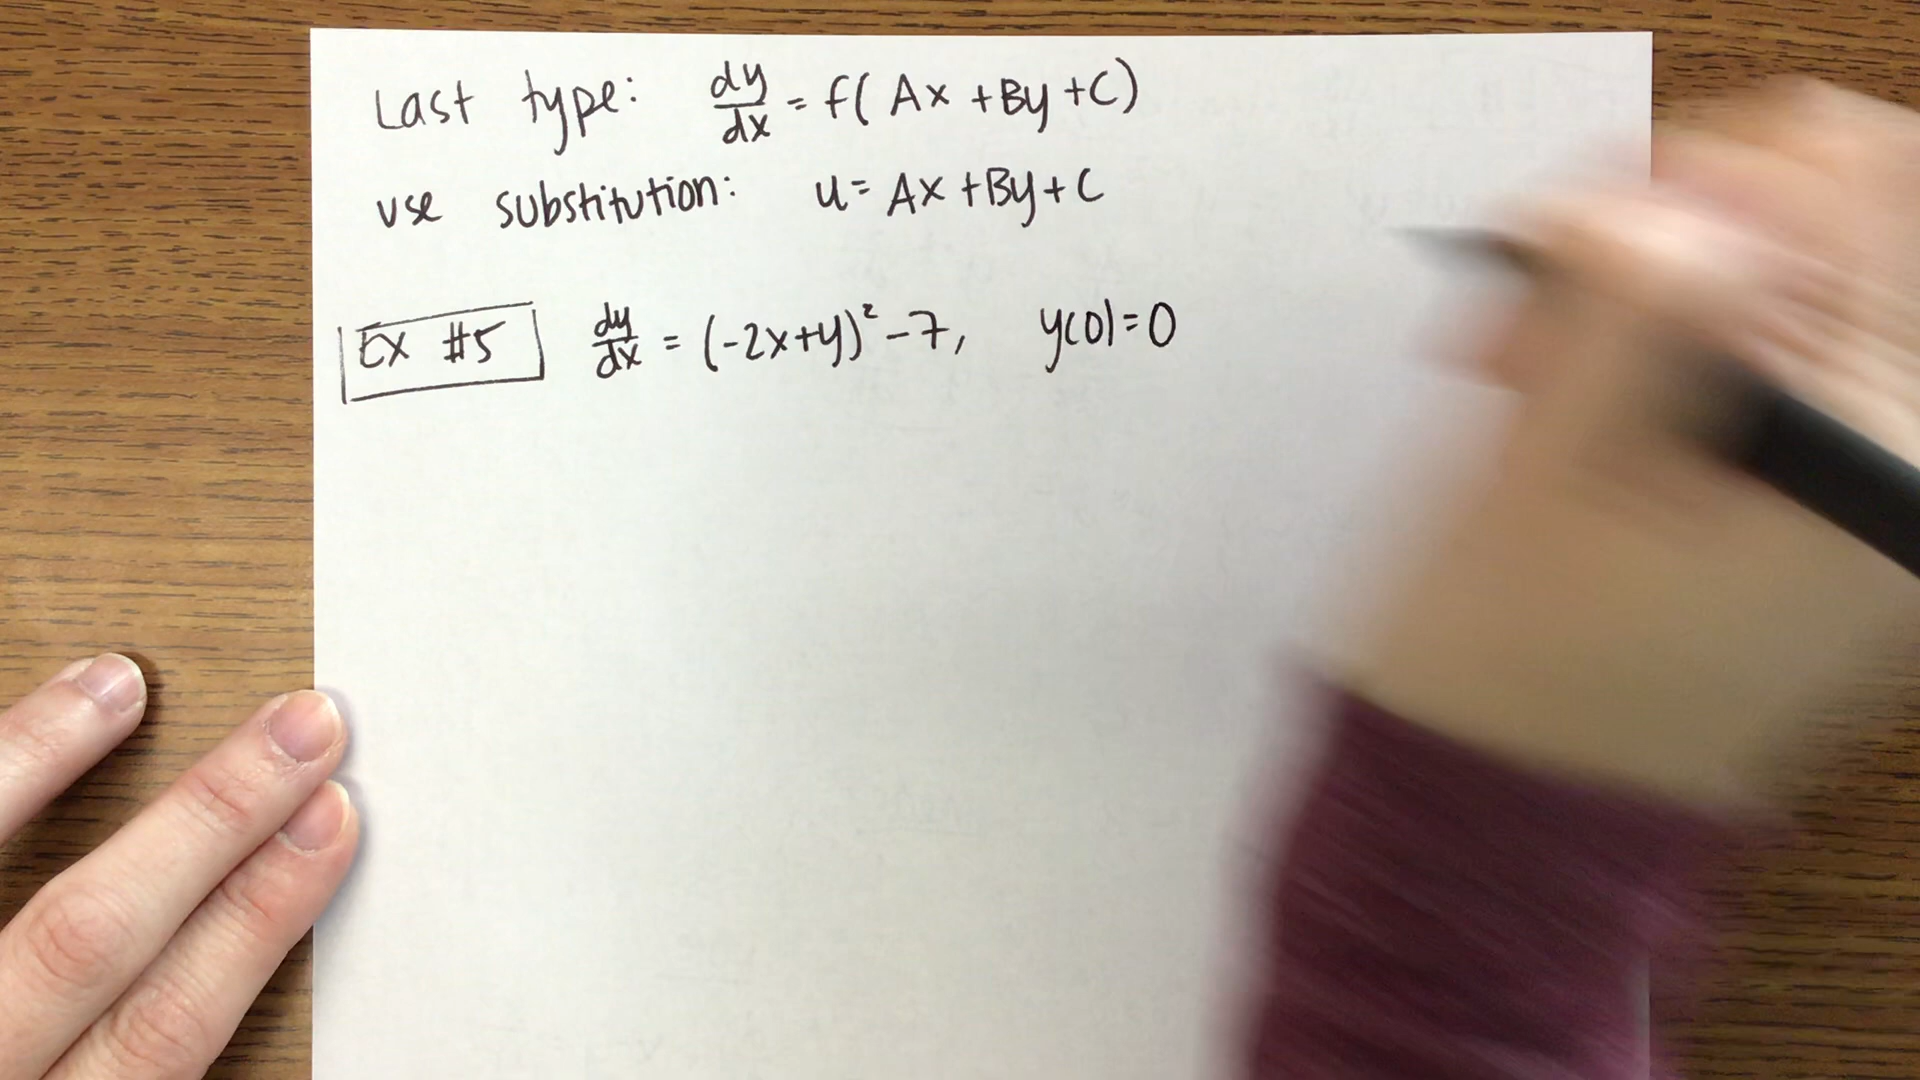 Last type: dy/dx = f(Ax + By + C)
use substitution: u = Ax + By + C
EX #5 dy/dx = (-2x+y)² - 7, y(0) = 0